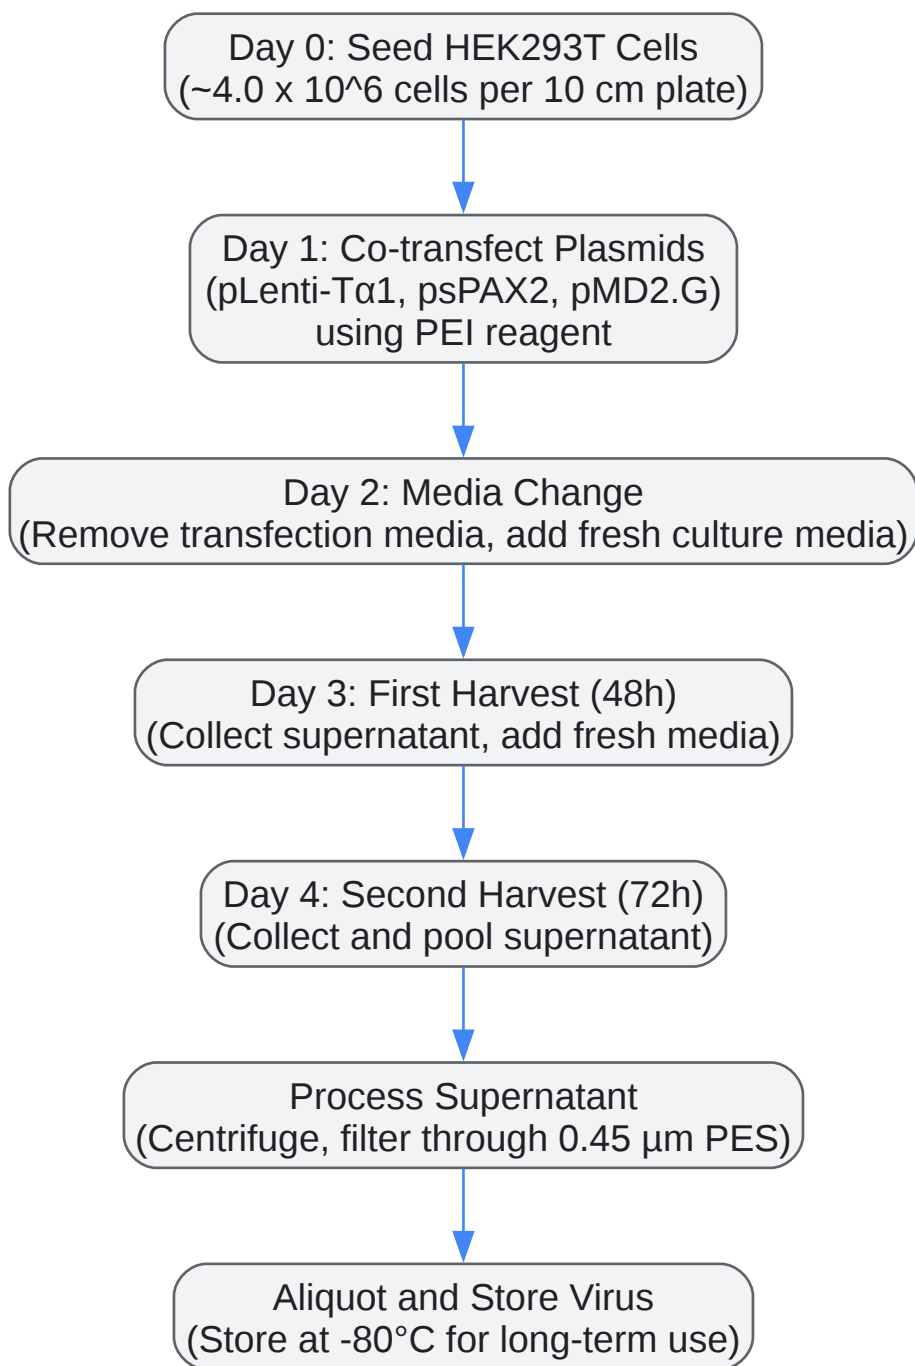 Day 0: Seed HEK293T Cells
(~4.0 x 10^6 cells per 10 cm plate)
Day 1: Co-transfect Plasmids
(pLenti-Tα1, psPAX2, pMD2.G)
using PEI reagent
Day 2: Media Change
(Remove transfection media, add fresh culture media)
Day 3: First Harvest (48h)
(Collect supernatant, add fresh media)
Day 4: Second Harvest (72h)
(Collect and pool supernatant)
Process Supernatant
(Centrifuge, filter through 0.45 µm PES)
Aliquot and Store Virus
(Store at -80°C for long-term use)